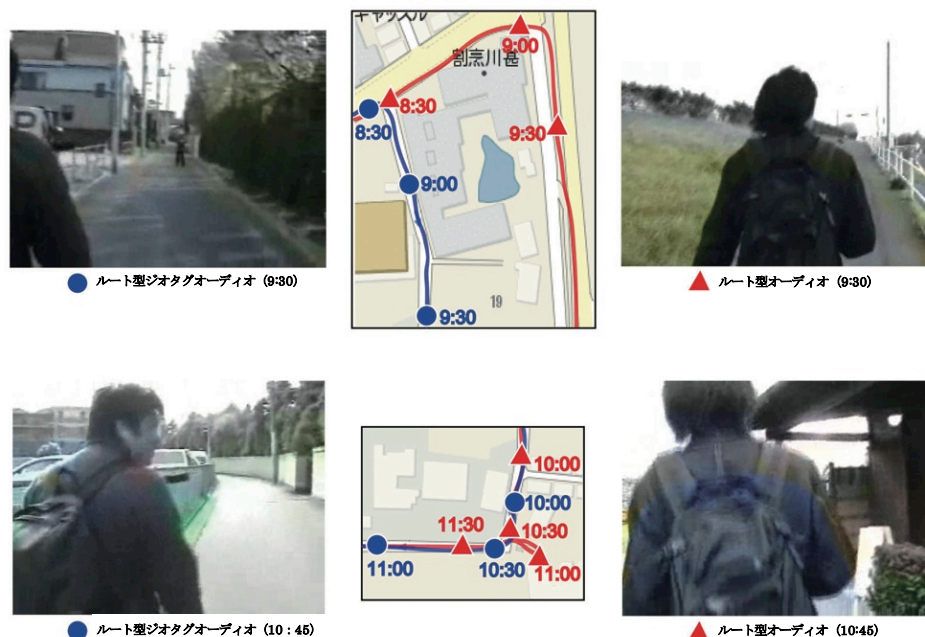 キャッスル
9:00
割烹川甚
8:30
8:30
9:30
9:00
19
9:30
● ルート型ジオタグオーディオ (9:30)
▲ ルート型オーディオ (9:30)
10:00
10:00
11:30
10:30
11:00
10:30
11:00
● ルート型ジオタグオーディオ (10:45)
▲ ルート型オーディオ (10:45)